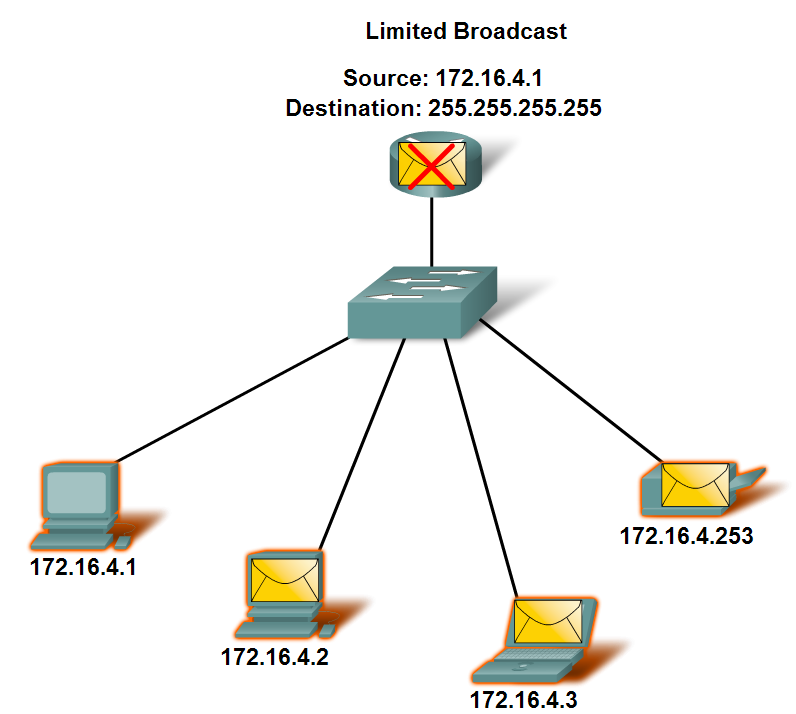 Limited Broadcast
Source: 172.16.4.1
Destination: 255.255.255.255
172.16.4.253
172.16.4.1
172.16.4.2
172.16.4.3